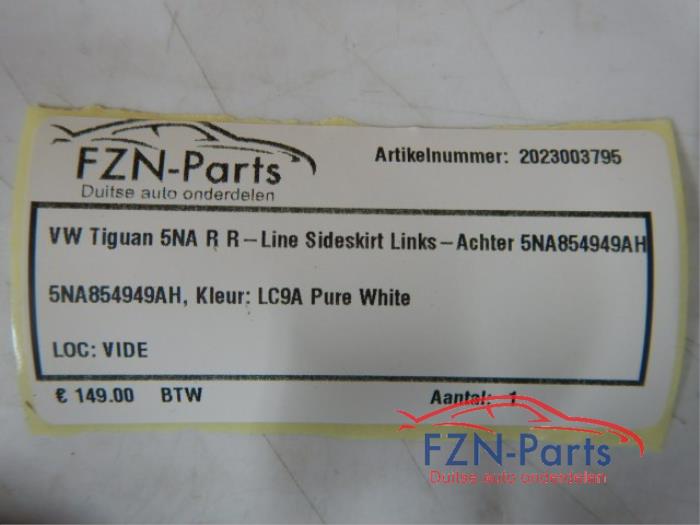 FZN-Parts
Duitse auto onderdelen
Artikelnummer: 2023003795
VW Tiguan 5NA R R-Line Sideskirt Links-Achter 5NA854949AH
5NA854949AH, Kleur: LC9A Pure White
LOC: VIDE
€ 149.00 BTW Aantal: 1
FZN-Parts
Duitse auto onderdelen